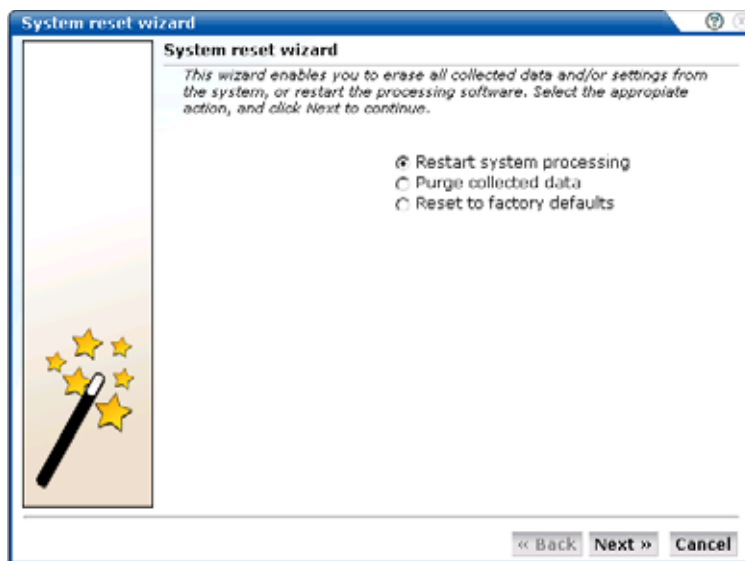 System reset wizard
System reset wizard
This wizard enables you to erase all collected data and/or settings from
the system, or restart the processing software. Select the appropiate
action, and click Next to continue.
Restart system processing
Purge collected data
Reset to factory defaults
« Back Next » Cancel